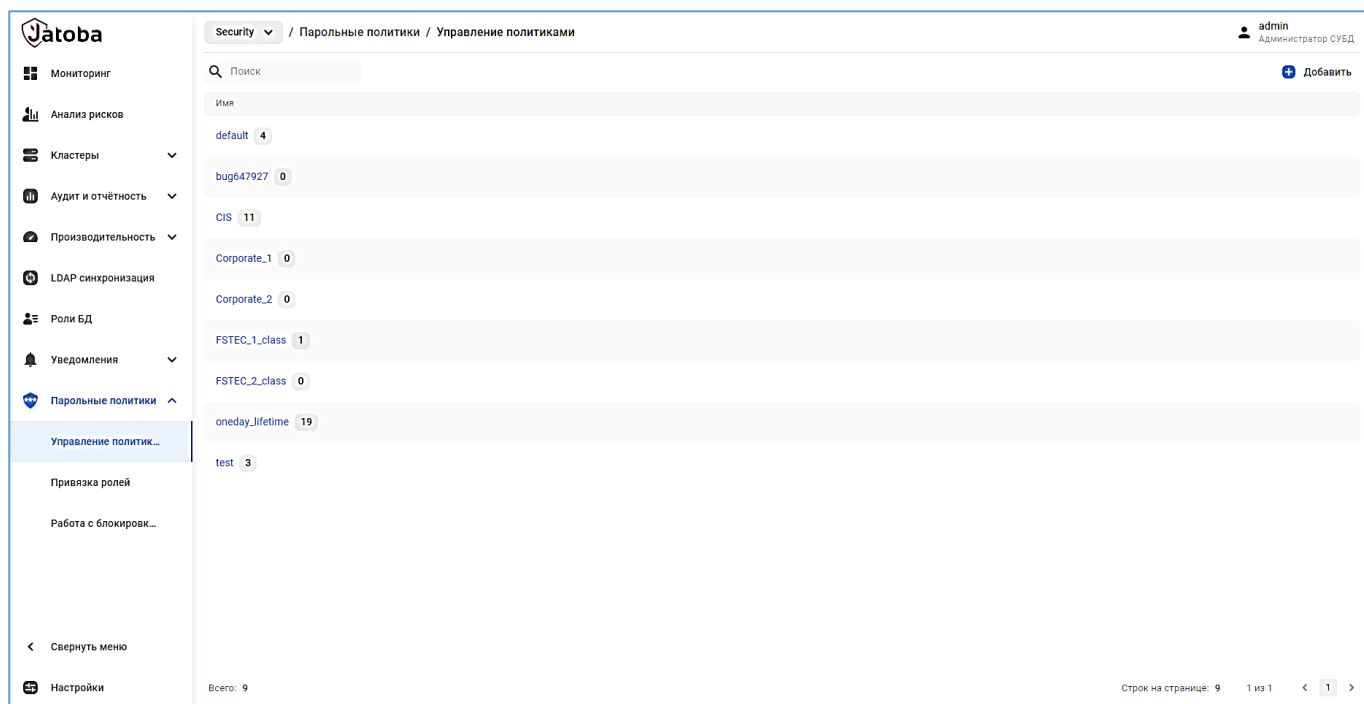 Jatoba
Security / Парольные политики / Управление политиками
admin
Администратор СУБД
Мониторинг
Анализ рисков
Кластеры
Аудит и отчётность
Производительность
LDAP синхронизация
Роли БД
Уведомления
Парольные политики
Управление политик...
Привязка ролей
Работа с блокировк...
Свернуть меню
Настройки
Поиск
Добавить
Имя
default 4
bug647927 0
CIS 11
Corporate_1 0
Corporate_2 0
FSTEC_1_class 1
FSTEC_2_class 0
oneday_lifetime 19
test 3
Всего: 9
Строк на странице: 9 1 из 1 1